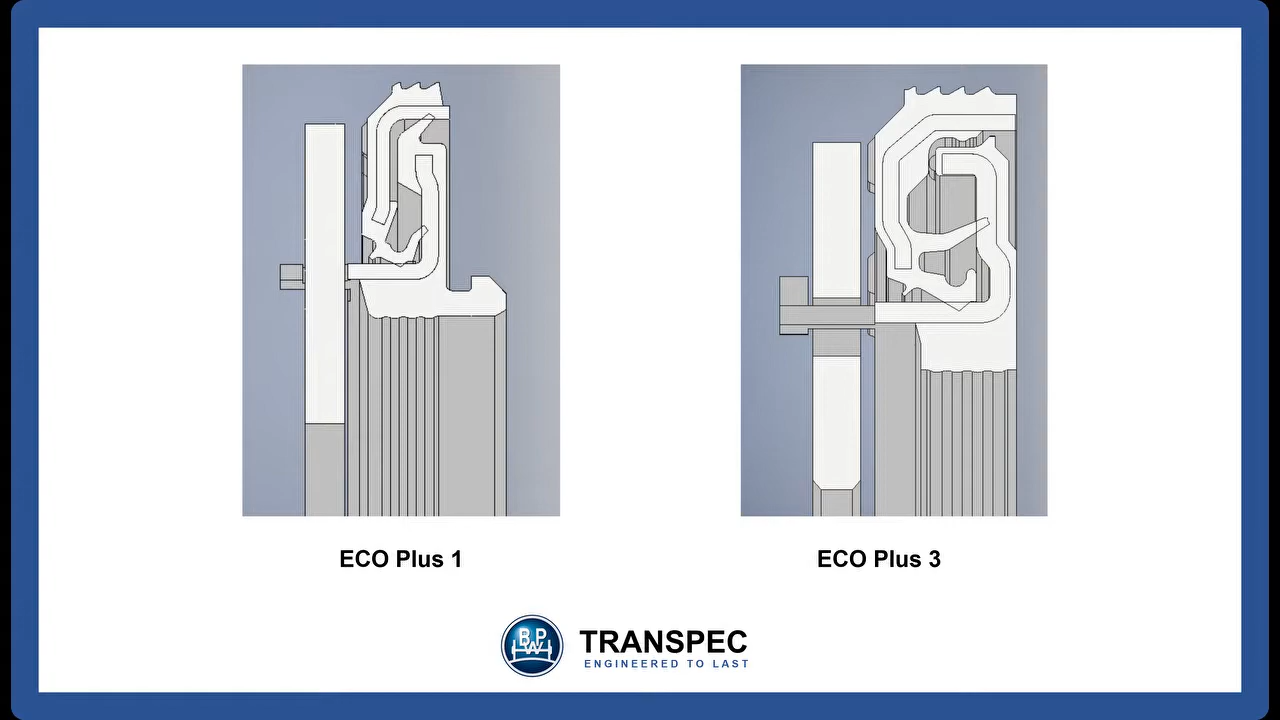 ECO Plus 1
ECO Plus 3
BPW
TRANSPEC
ENGINEERED TO LAST